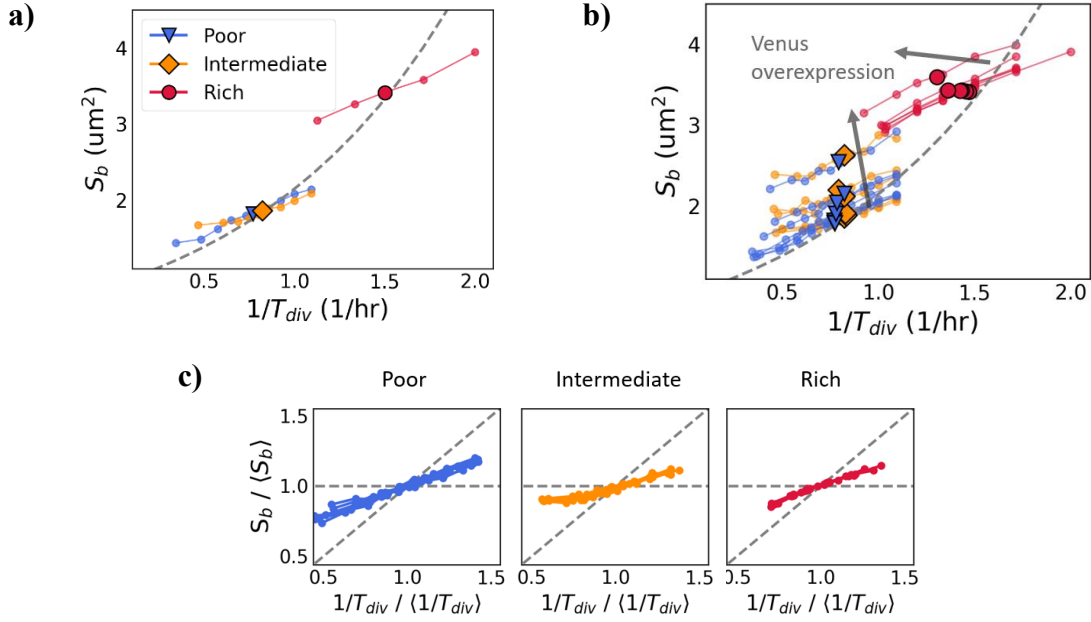 a)
Poor
Intermediate
Rich
4
3
2
S_b (um²)
0.5 1.0 1.5 2.0
1/T_div (1/hr)
b)
Venus
overexpression
4
3
2
S_b (um²)
0.5 1.0 1.5 2.0
1/T_div (1/hr)
c)
Poor
Intermediate
Rich
1.5
1.0
0.5
S_b / ⟨S_b⟩
0.5 1.0 1.5
1/T_div / ⟨1/T_div⟩
0.5 1.0 1.5
1/T_div / ⟨1/T_div⟩
0.5 1.0 1.5
1/T_div / ⟨1/T_div⟩